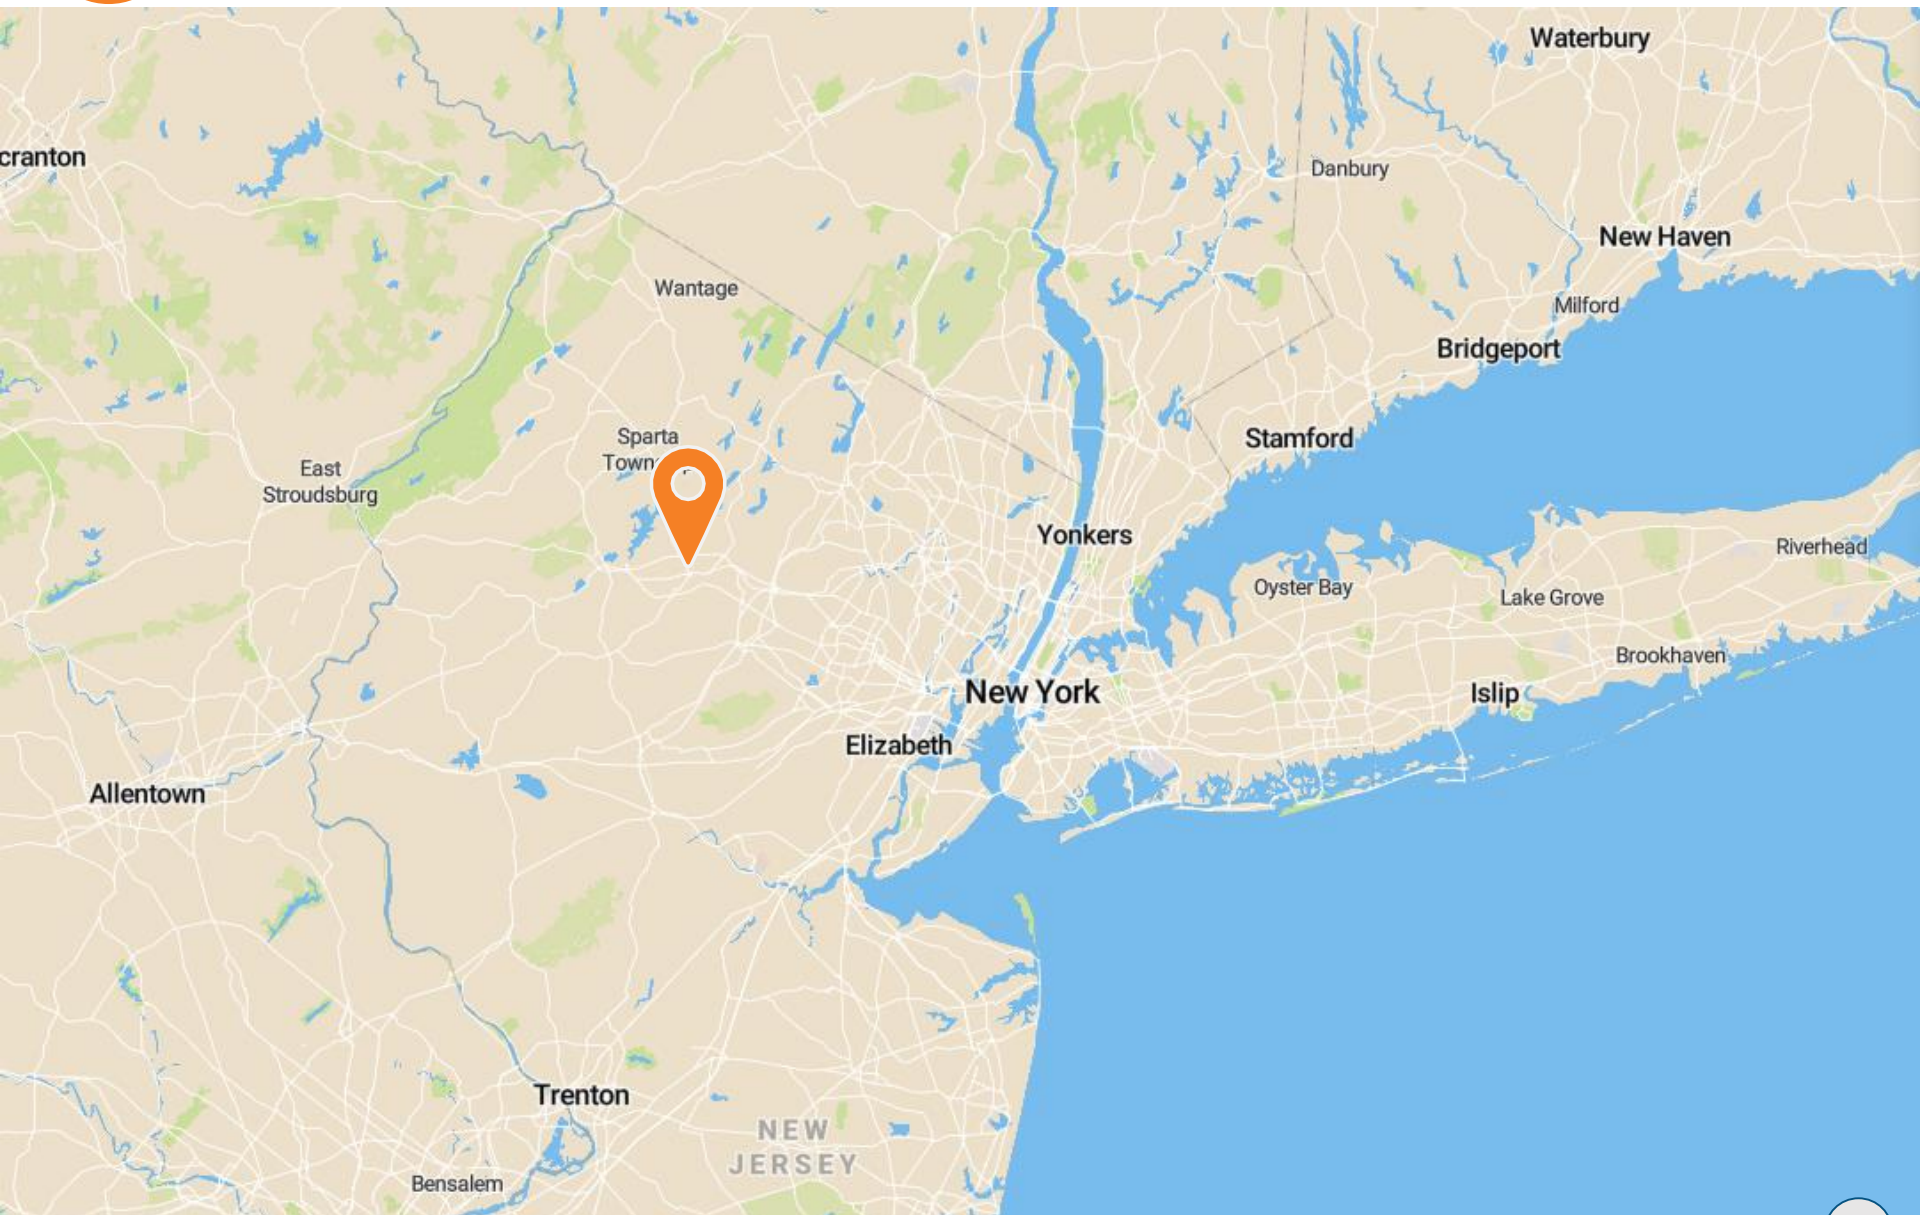 Waterbury
cranton
Danbury
New Haven
Wantage
Milford
Bridgeport
Sparta
Town
Stamford
East
Stroudsburg
Yonkers
Riverhead
Oyster Bay
Lake Grove
Brookhaven
New York
Islip
Elizabeth
Allentown
Trenton
NEW
JERSEY
Bensalem